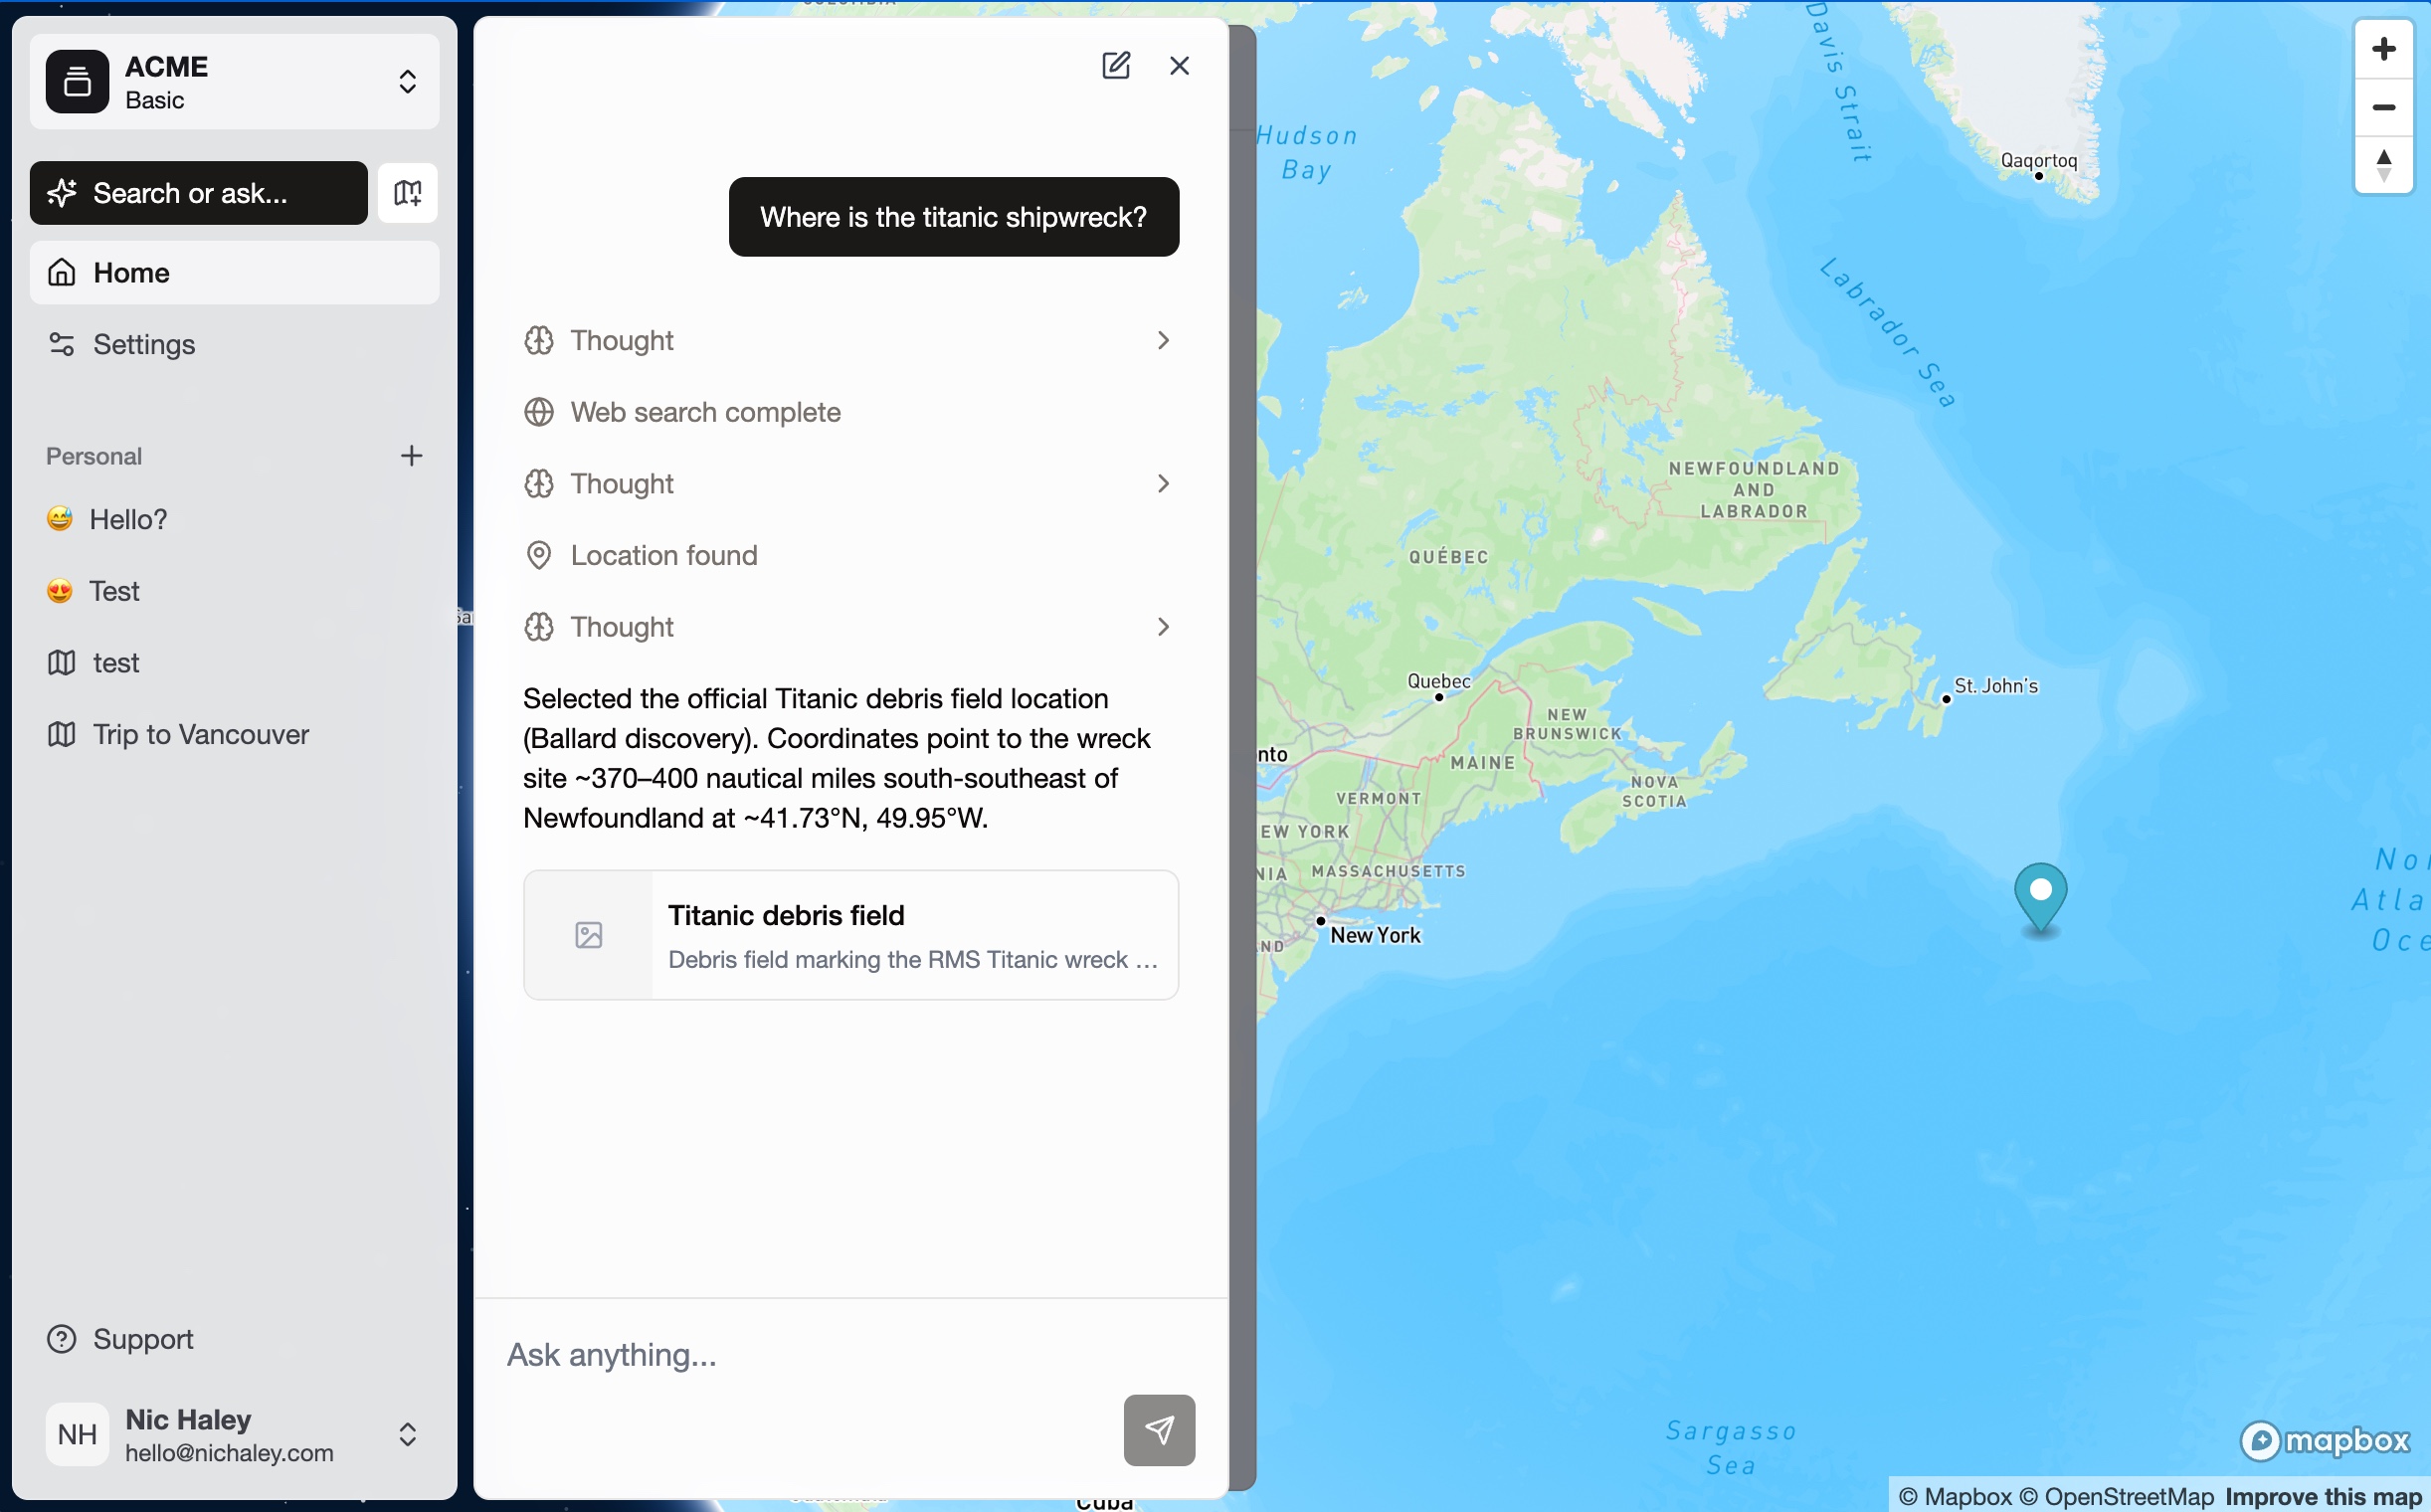 ACME
Basic
Search or ask...
Home
Settings
Personal
Hello?
Test
test
Trip to Vancouver
Support
NH
Nic Haley
hello@nichaley.com
Where is the titanic shipwreck?
Thought
Web search complete
Thought
Location found
Thought
Selected the official Titanic debris field location
(Ballard discovery). Coordinates point to the wreck
site ~370–400 nautical miles south-southeast of
Newfoundland at ~41.73°N, 49.95°W.
Titanic debris field
Debris field marking the RMS Titanic wreck ...
Ask anything...
Hudson
Bay
Davis Strait
Qaqortoq
Labrador Sea
NEWFOUNDLAND
AND
LABRADOR
QUÉBEC
Quebec
St. John's
NEW
BRUNSWICK
nto
MAINE
NOVA
SCOTIA
VERMONT
EW YORK
NIA
MASSACHUSETTS
New York
ND
Nor
Atla
Oce
Sargasso
Sea
Cuba
mapbox
© Mapbox © OpenStreetMap Improve this map